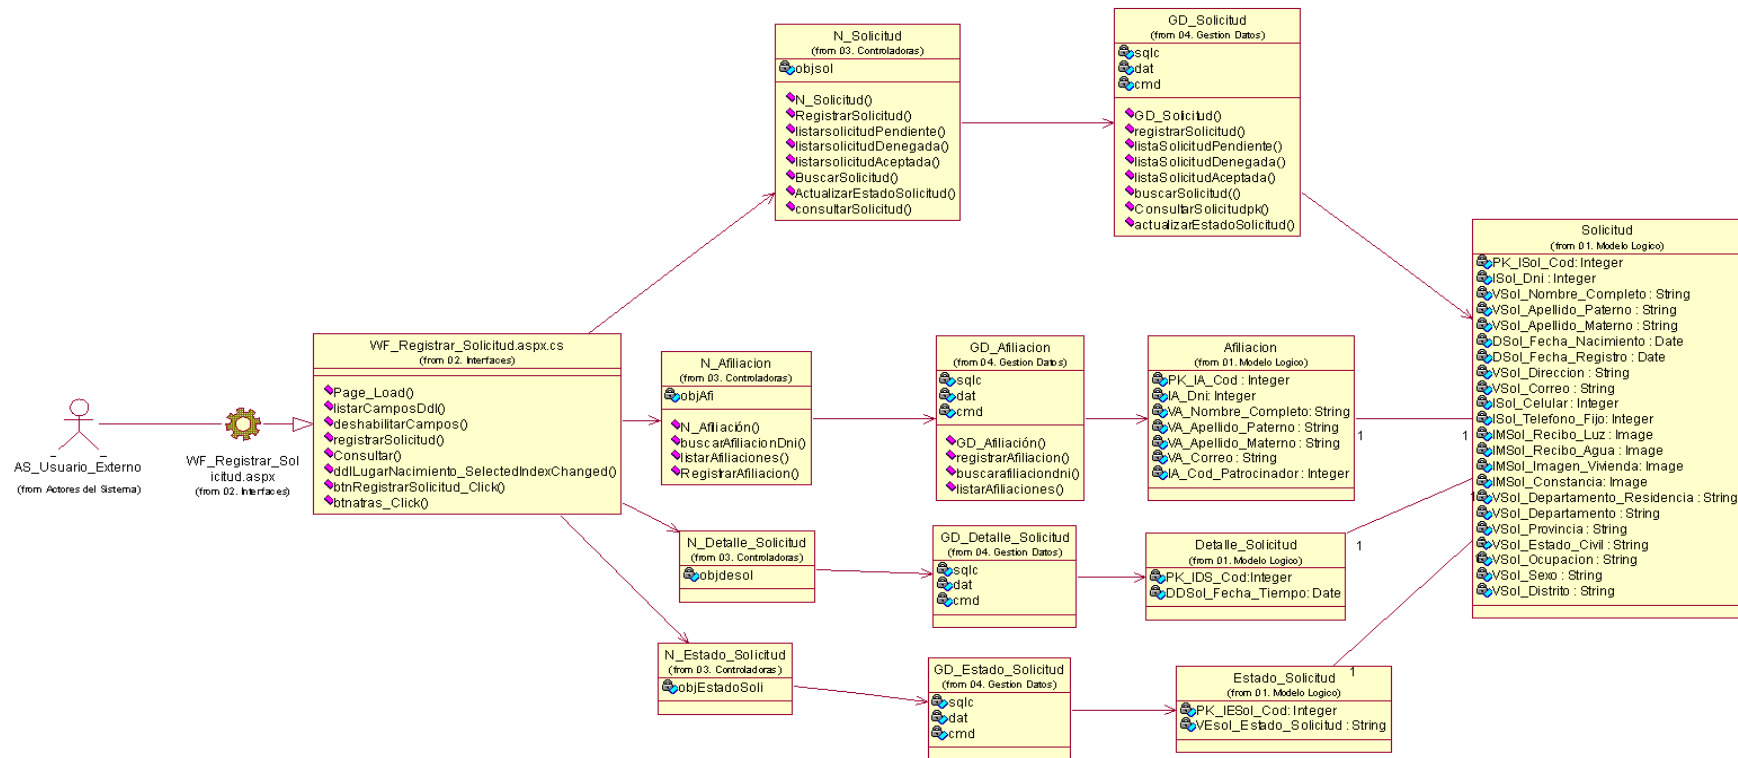 AS_Usuario_Externo
(from Actores del Sistema)
WF_Registrar_Sol
icitud.aspx
(from 02. Interfaces)
WF_Registrar_Solicitud.aspx.cs
(from 02. Interfaces)
Page_Load()
listarCamposDdl()
deshabilitarCampos()
registrarSolicitud()
Consultar()
ddlLugarNacimiento_SelectedIndexChanged()
btnRegistrarSolicitud_Click()
btnatras_Click()
N_Solicitud
(from 03. Controladoras)
objsol
N_Solicitud()
RegistrarSolicitud()
listarsolicitudPendiente()
listarsolicitudDenegada()
listarsolicitudAceptada()
BuscarSolicitud()
ActualizarEstadoSolicitud()
consultarSolicitud()
GD_Solicitud
(from 04. Gestion Datos)
sqlc
dat
cmd
GD_Solicitud()
registrarSolicitud()
listaSolicitudPendiente()
listaSolicitudDenegada()
listaSolicitudAceptada()
buscarSolicitud(()
ConsultarSolicitudpk()
actualizarEstadoSolicitud()
N_Afiliacion
(from 03. Controladoras)
objAfi
N_Afiliación()
buscarAfiliacionDni()
listarAfiliaciones()
RegistrarAfiliacion()
GD_Afiliacion
(from 04. Gestion Datos)
sqlc
dat
cmd
GD_Afiliación()
registrarAfiliacion()
buscarafiliaciondni()
listarAfiliaciones()
Afiliacion
(from 01. Modelo Logico)
PK_IA_Cod : Integer
IA_Dni: Integer
VA_Nombre_Completo: String
VA_Apellido_Paterno : String
VA_Apellido_Materno : String
VA_Correo : String
IA_Cod_Patrocinador : Integer
1
1
N_Detalle_Solicitud
(from 03. Controladoras)
objdesol
GD_Detalle_Solicitud
(from 04. Gestion Datos)
sqlc
dat
cmd
Detalle_Solicitud
(from 01. Modelo Logico)
PK_IDS_Cod:Integer
DDSol_Fecha_Tiempo: Date
1
1
N_Estado_Solicitud
(from 03. Controladoras)
objEstadoSoli
GD_Estado_Solicitud
(from 04. Gestion Datos)
sqlc
dat
cmd
Estado_Solicitud
(from 01. Modelo Logico)
PK_IESol_Cod: Integer
VEsol_Estado_Solicitud : String
1
Solicitud
(from 01. Modelo Logico)
PK_ISol_Cod: Integer
ISol_Dni : Integer
VSol_Nombre_Completo : String
VSol_Apellido_Paterno : String
VSol_Apellido_Materno : String
DSol_Fecha_Nacimiento : Date
DSol_Fecha_Registro : Date
VSol_Direccion : String
VSol_Correo : String
ISol_Celular : Integer
ISol_Telefono_Fijo: Integer
IMSol_Recibo_Luz : Image
IMSol_Recibo_Agua : Image
IMSol_Imagen_Vivienda : Image
IMSol_Constancia: Image
VSol_Departamento_Residencia : String
VSol_Departamento : String
VSol_Provincia : String
VSol_Estado_Civil : String
VSol_Ocupacion : String
VSol_Sexo : String
VSol_Distrito : String